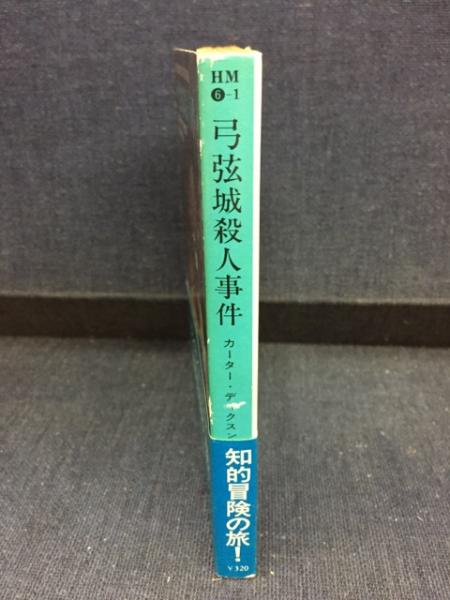 HM
❻-1
弓弦城殺人事件
カーター・ディクスン
知的冒険の旅!
¥320